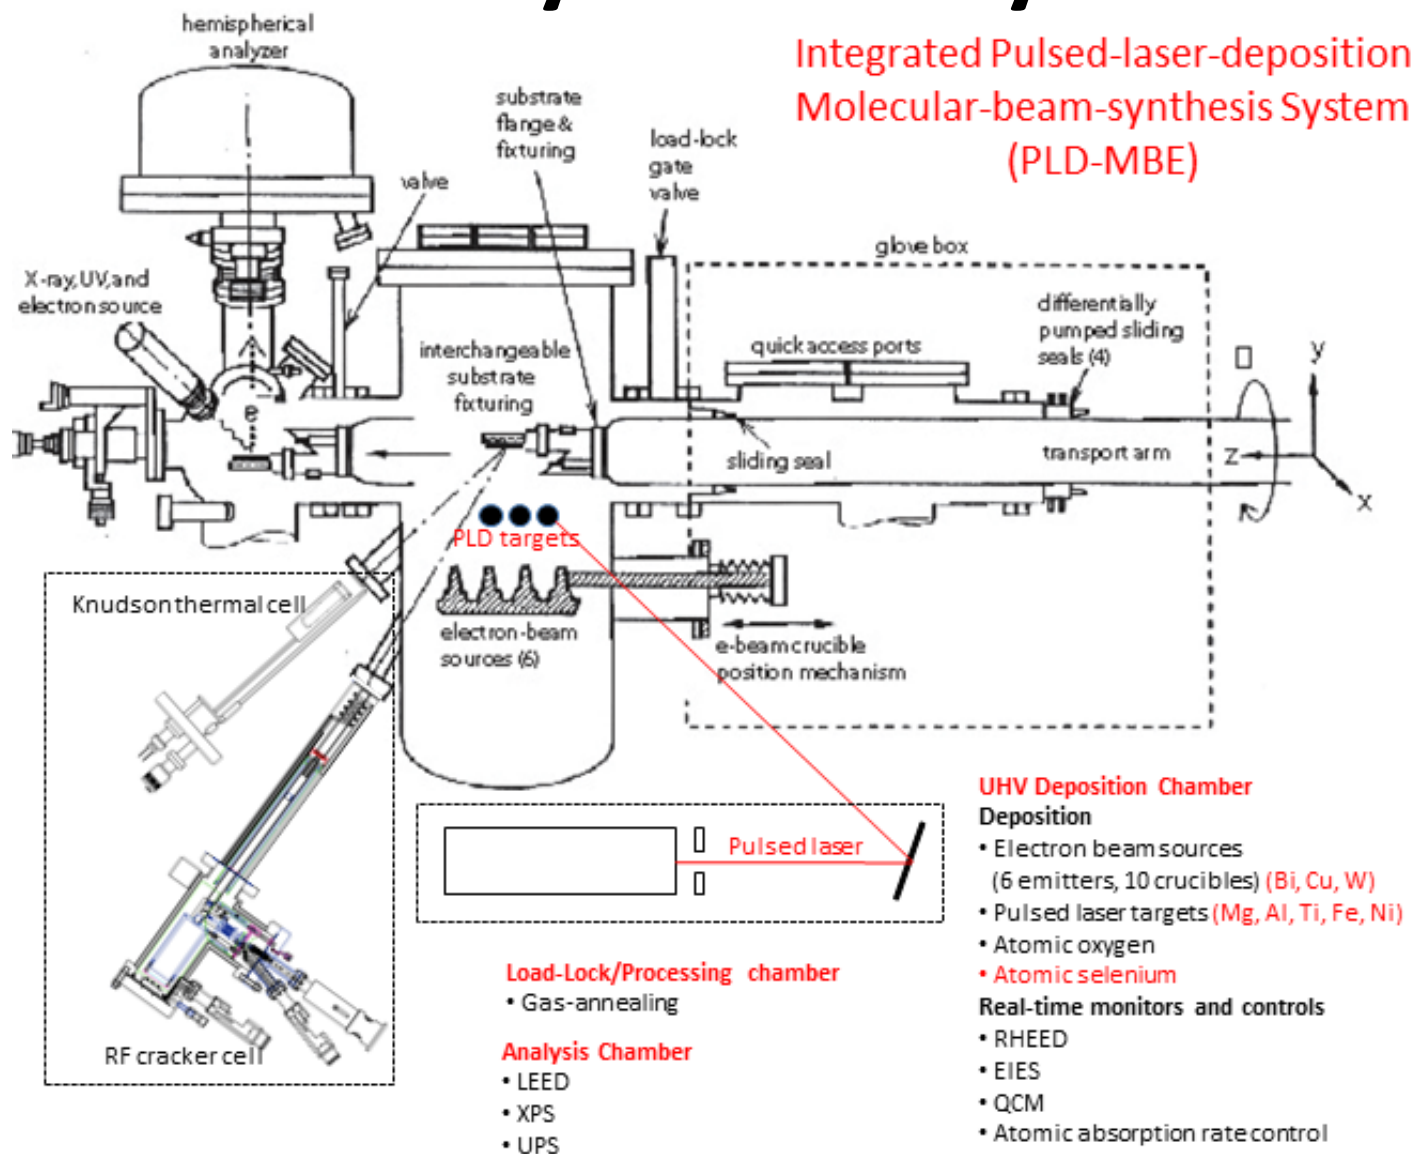 hemispherical
analyzer
Integrated Pulsed-laser-deposition
Molecular-beam-synthesis System
(PLD-MBE)
substrate
flange &
fixturing
load-lock
gate
valve
valve
glove box
X-ray, UV, and
electron source
differentially
pumped sliding
seals (4)
quick access ports
interchangeable
substrate
fixturing
y
e
sliding seal
transport arm
z
x
PLD targets
Knudson thermal cell
electron-beam
sources (6)
e-beam crucible
position mechanism
Pulsed laser
RF cracker cell
Load-Lock/Processing chamber
• Gas-annealing
Analysis Chamber
• LEED
• XPS
• UPS
UHV Deposition Chamber
Deposition
• Electron beam sources
(6 emitters, 10 crucibles) (Bi, Cu, W)
• Pulsed laser targets (Mg, Al, Ti, Fe, Ni)
• Atomic oxygen
• Atomic selenium
Real-time monitors and controls
• RHEED
• EIES
• QCM
• Atomic absorption rate control